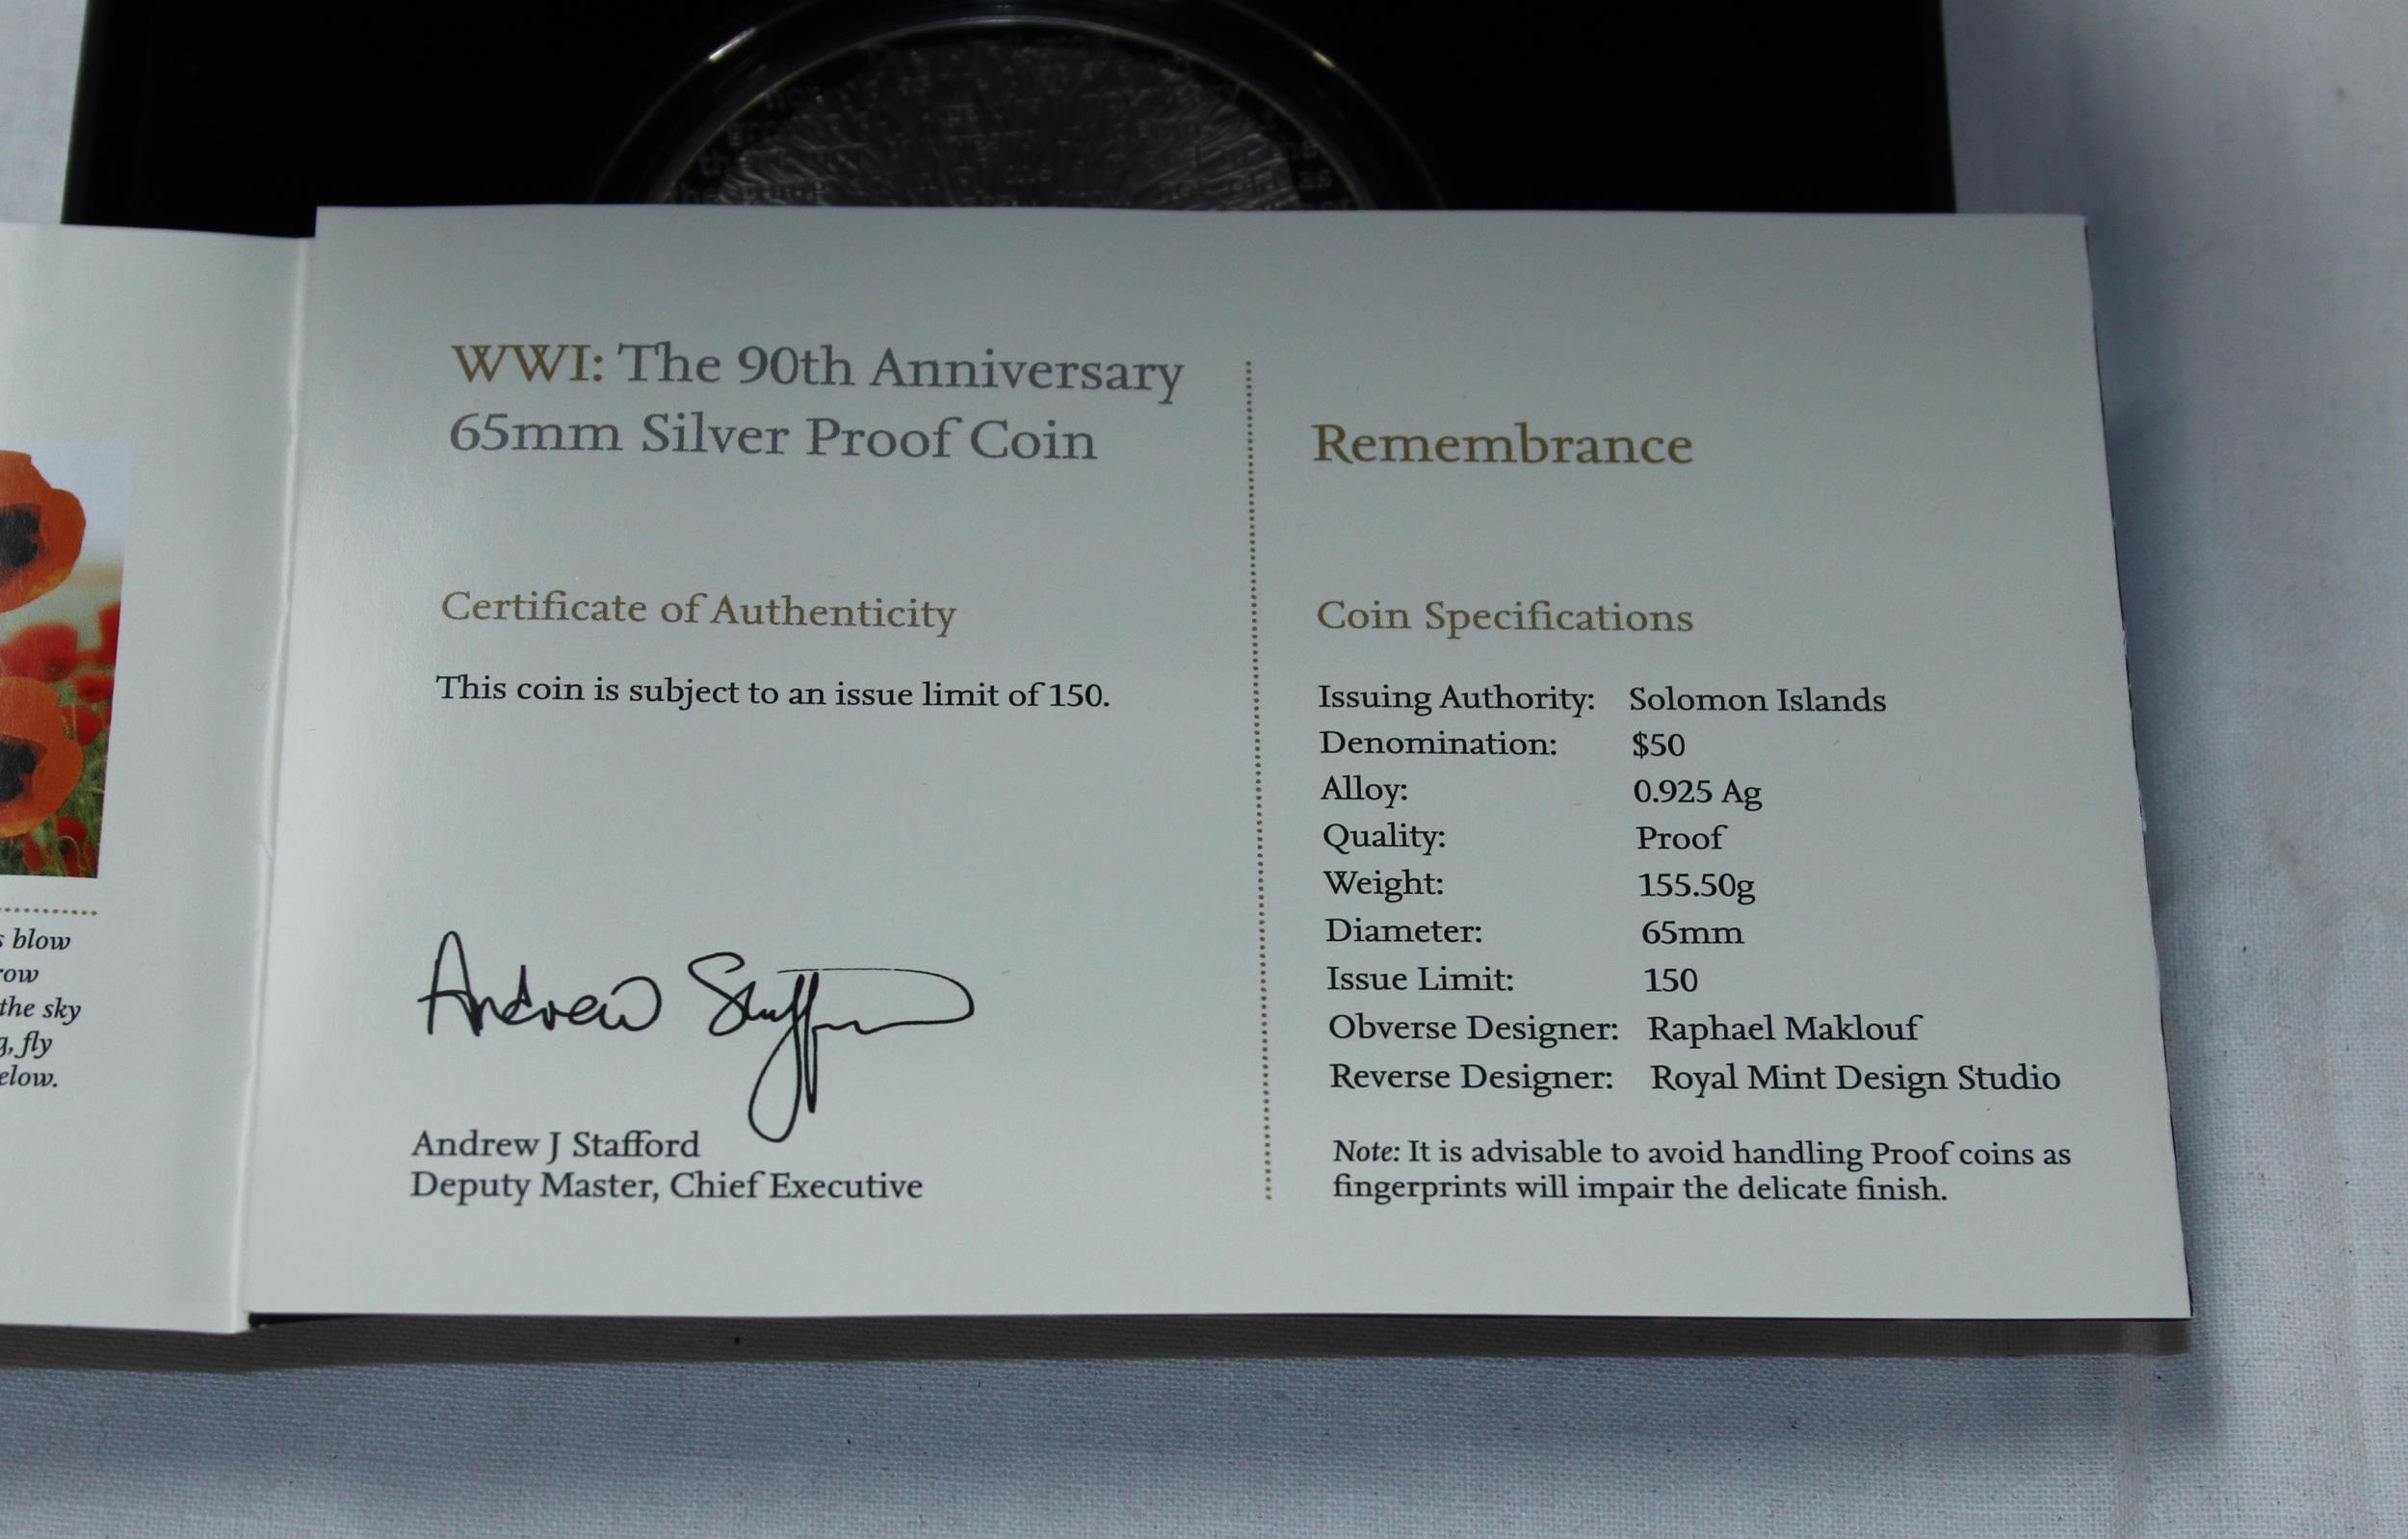 blow
the sky
fly
WWI: The 90th Anniversary
65mm Silver Proof Coin
Certificate of Authenticity
This coin is subject to an issue limit of 150.
Andrew J Stafford
Deputy Master, Chief Executive
Remembrance
Coin Specifications
Issuing Authority: Solomon Islands
Denomination: $50
Alloy: 0.925 Ag
Quality: Proof
Weight: 155.50g
Diameter: 65mm
Issue Limit: 150
Obverse Designer: Raphael Maklouf
Reverse Designer: Royal Mint Design Studio
Note: It is advisable to avoid handling Proof coins as
fingerprints will impair the delicate finish.